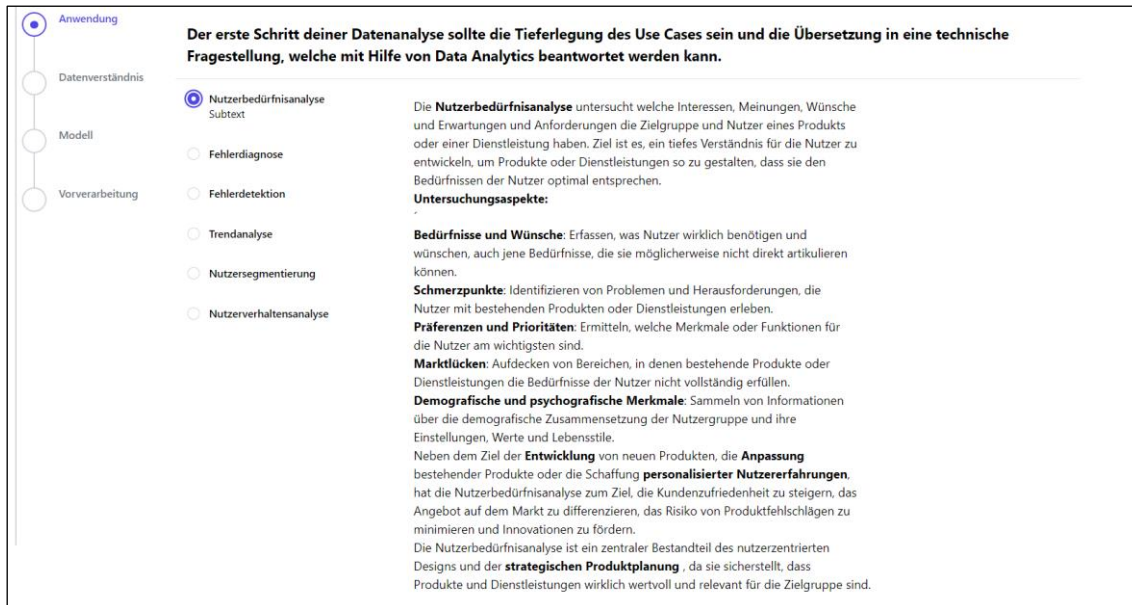 Anwendung
Datenverständnis
Modell
Vorverarbeitung
Der erste Schritt deiner Datenanalyse sollte die Tieferlegung des Use Cases sein und die Übersetzung in eine technische
Fragestellung, welche mit Hilfe von Data Analytics beantwortet werden kann.
Nutzerbedürfnisanalyse
Subtext
Fehlerdiagnose
Fehlerdetektion
Trendanalyse
Nutzersegmentierung
Nutzerverhaltensanalyse
Die Nutzerbedürfnisanalyse untersucht welche Interessen, Meinungen, Wünsche
und Erwartungen und Anforderungen die Zielgruppe und Nutzer eines Produkts
oder einer Dienstleistung haben. Ziel ist es, ein tiefes Verständnis für die Nutzer zu
entwickeln, um Produkte oder Dienstleistungen so zu gestalten, dass sie den
Bedürfnissen der Nutzer optimal entsprechen.
Untersuchungsaspekte:
´
Bedürfnisse und Wünsche: Erfassen, was Nutzer wirklich benötigen und
wünschen, auch jene Bedürfnisse, die sie möglicherweise nicht direkt artikulieren
können.
Schmerzpunkte: Identifizieren von Problemen und Herausforderungen, die
Nutzer mit bestehenden Produkten oder Dienstleistungen erleben.
Präferenzen und Prioritäten: Ermitteln, welche Merkmale oder Funktionen für
die Nutzer am wichtigsten sind.
Marktlücken: Aufdecken von Bereichen, in denen bestehende Produkte oder
Dienstleistungen die Bedürfnisse der Nutzer nicht vollständig erfüllen.
Demografische und psychografische Merkmale: Sammeln von Informationen
über die demografische Zusammensetzung der Nutzergruppe und ihre
Einstellungen, Werte und Lebensstile.
Neben dem Ziel der Entwicklung von neuen Produkten, die Anpassung
bestehender Produkte oder die Schaffung personalisierter Nutzererfahrungen,
hat die Nutzerbedürfnisanalyse zum Ziel, die Kundenzufriedenheit zu steigern, das
Angebot auf dem Markt zu differenzieren, das Risiko von Produktfehlschlägen zu
minimieren und Innovationen zu fördern.
Die Nutzerbedürfnisanalyse ist ein zentraler Bestandteil des nutzerzentrierten
Designs und der strategischen Produktplanung , da sie sicherstellt, dass
Produkte und Dienstleistungen wirklich wertvoll und relevant für die Zielgruppe sind.